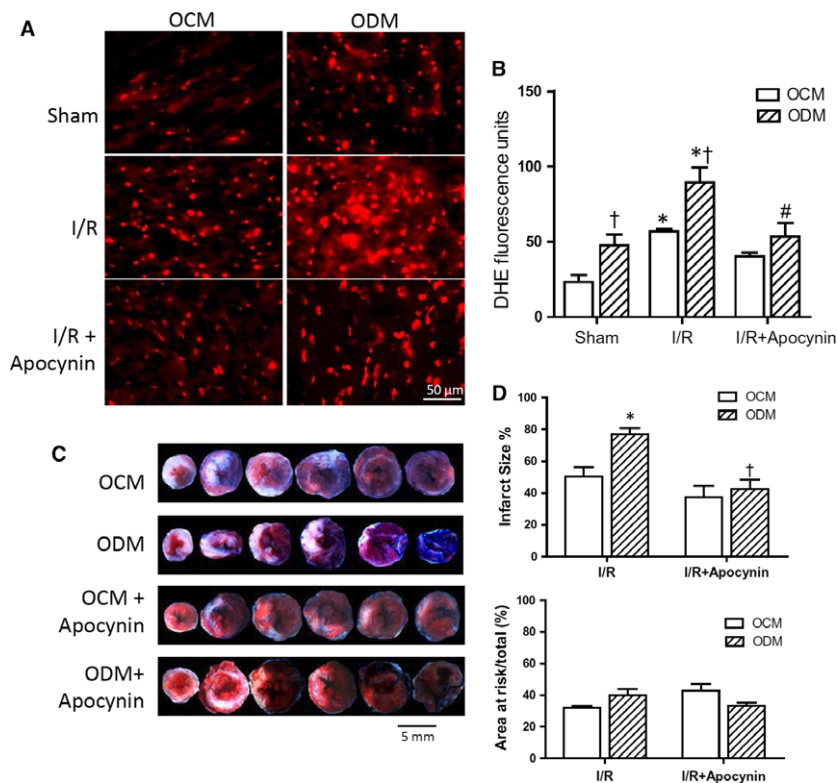 A
OCM
ODM
Sham
I/R
I/R +
Apocynin
50 µm
B
DHE fluorescence units
150
100
50
0
OCM
ODM
†
*
*†
#
Sham
I/R
I/R+Apocynin
C
OCM
ODM
OCM +
Apocynin
ODM+
Apocynin
5 mm
D
Infarct Size %
100
80
60
40
20
0
OCM
ODM
*
†
I/R
I/R+Apocynin
Area at risk/total (%)
100
80
60
40
20
0
OCM
ODM
I/R
I/R+Apocynin